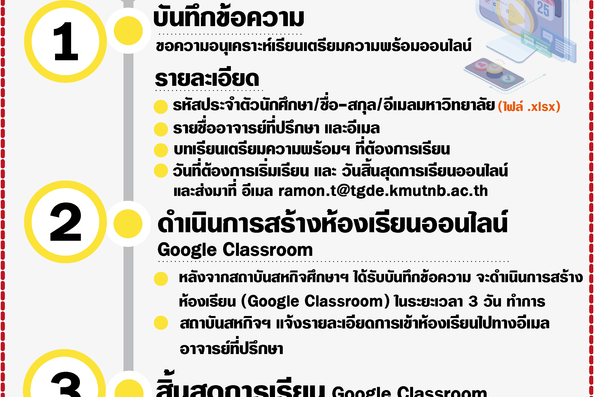 1
บันทึกข้อความ
ขอความอนุเคราะห์เรียนเตรียมความพร้อมออนไลน์
รายละเอียด
รหัสประจำตัวนักศึกษา/ชื่อ-สกุล/อีเมลมหาวิทยาลัย (ไฟล์ .xlsx)
รายชื่ออาจารย์ที่ปรึกษา และอีเมล
บทเรียนเตรียมความพร้อมฯ ที่ต้องการเรียน
วันที่ต้องการเริ่มเรียน และ วันสิ้นสุดการเรียนออนไลน์
และส่งมาที่ อีเมล ramon.t@tgde.kmutnb.ac.th
2
ดำเนินการสร้างห้องเรียนออนไลน์
Google Classroom
หลังจากสถาบันสหกิจศึกษาฯ ได้รับบันทึกข้อความ จะดำเนินการสร้าง
ห้องเรียน (Google Classroom) ในระยะเวลา 3 วัน ทำการ
สถาบันสหกิจฯ แจ้งรายละเอียดการเข้าห้องเรียนไปทางอีเมล
อาจารย์ที่ปรึกษา
3
สิ้นสุดการเรียน Google Classroom
25